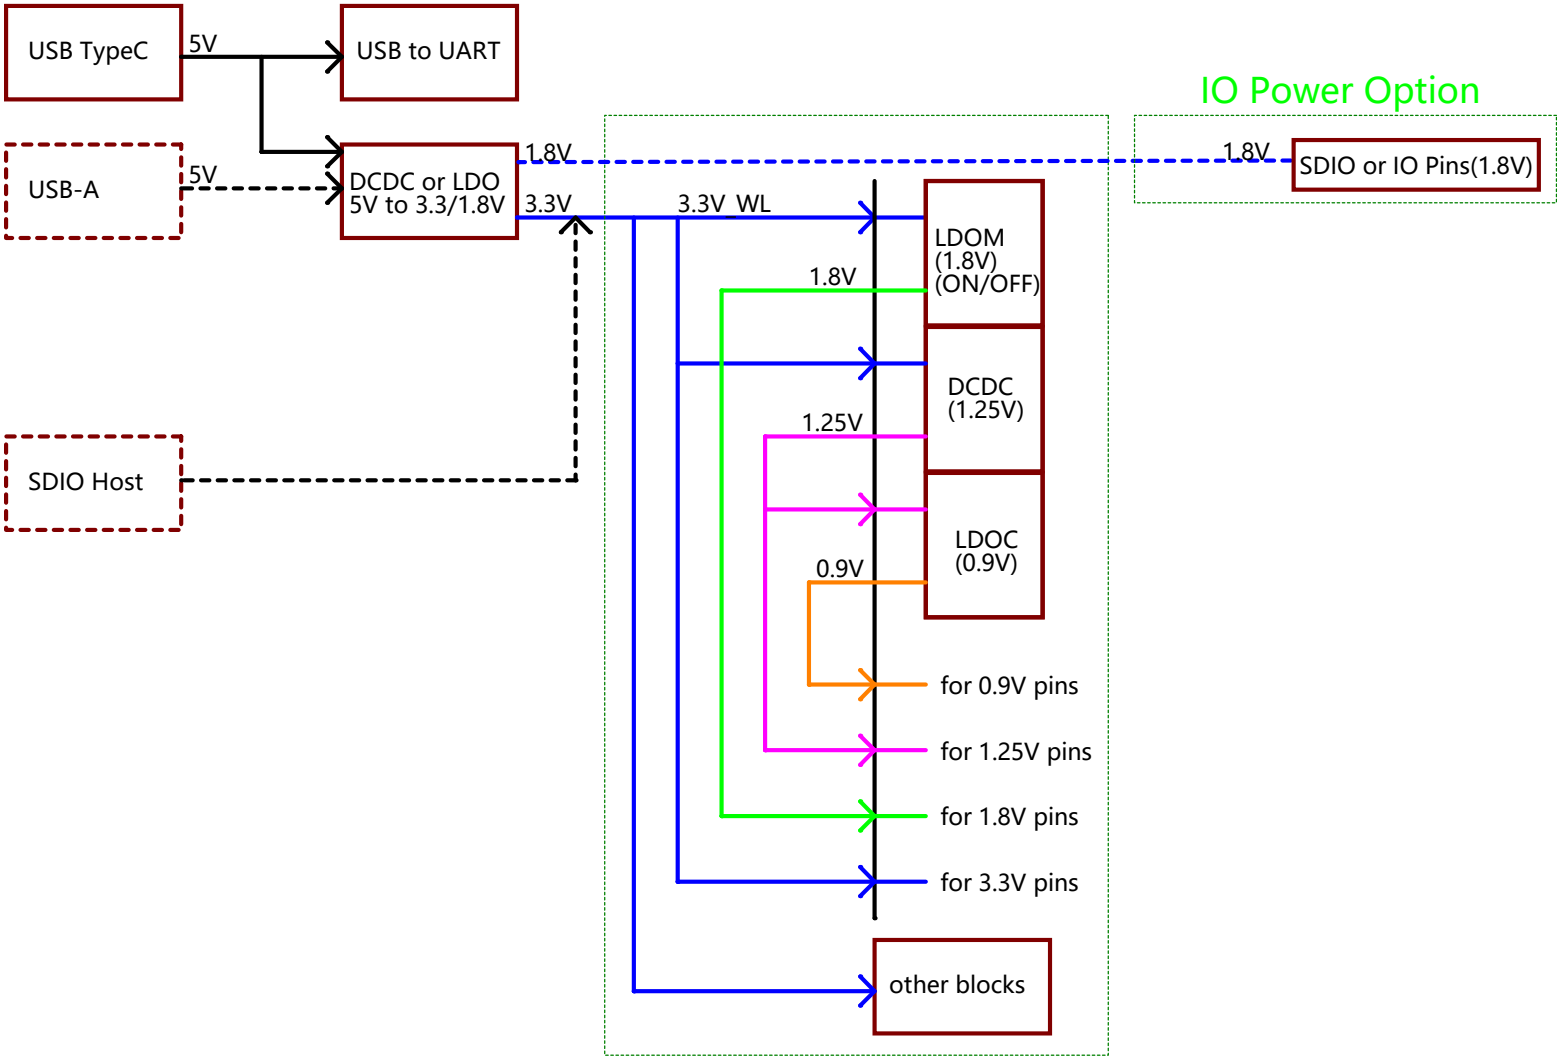 USB TypeC
5V
USB to UART
IO Power Option
USB-A
5V
DCDC or LDO
5V to 3.3/1.8V
1.8V
3.3V
1.8V
SDIO or IO Pins(1.8V)
3.3V_WL
LDOM
(1.8V)
(ON/OFF)
1.8V
DCDC
(1.25V)
1.25V
SDIO Host
LDOC
(0.9V)
0.9V
for 0.9V pins
for 1.25V pins
for 1.8V pins
for 3.3V pins
other blocks